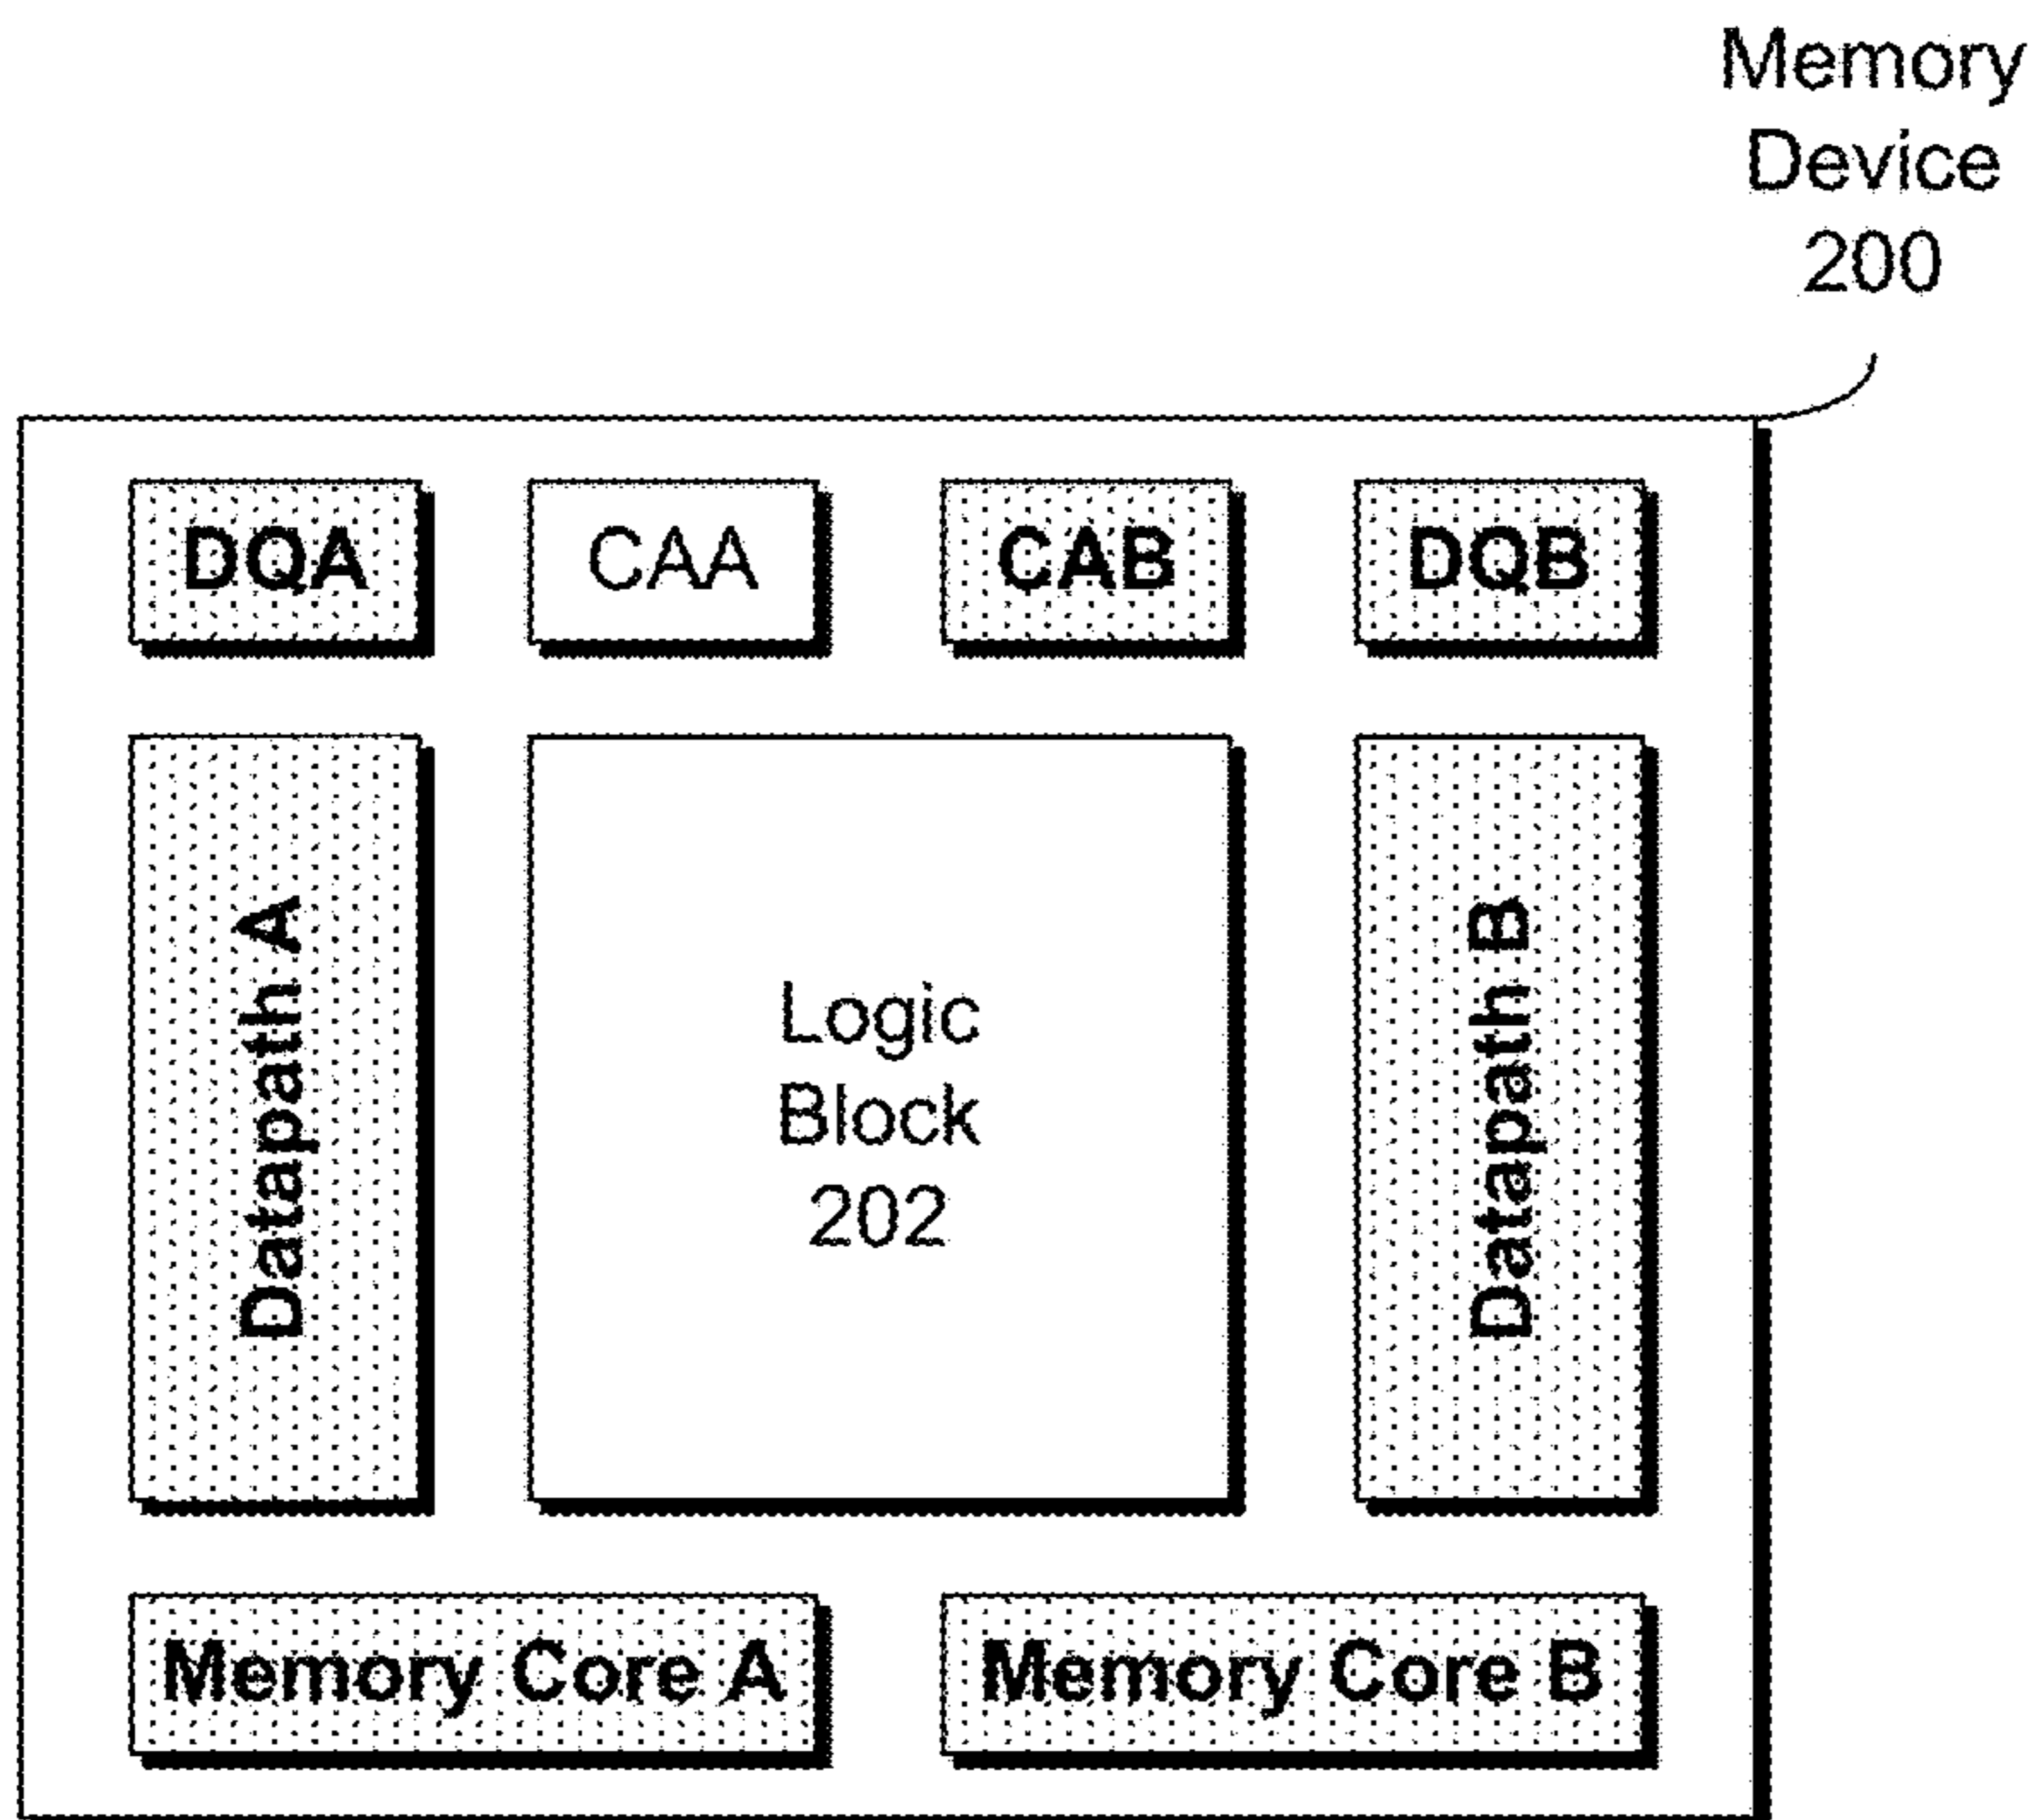 Memory
Device
200
DQA
CAA
CAB
DQB
Datapath A
Logic
Block
202
Datapath B
Memory Core A
Memory Core B